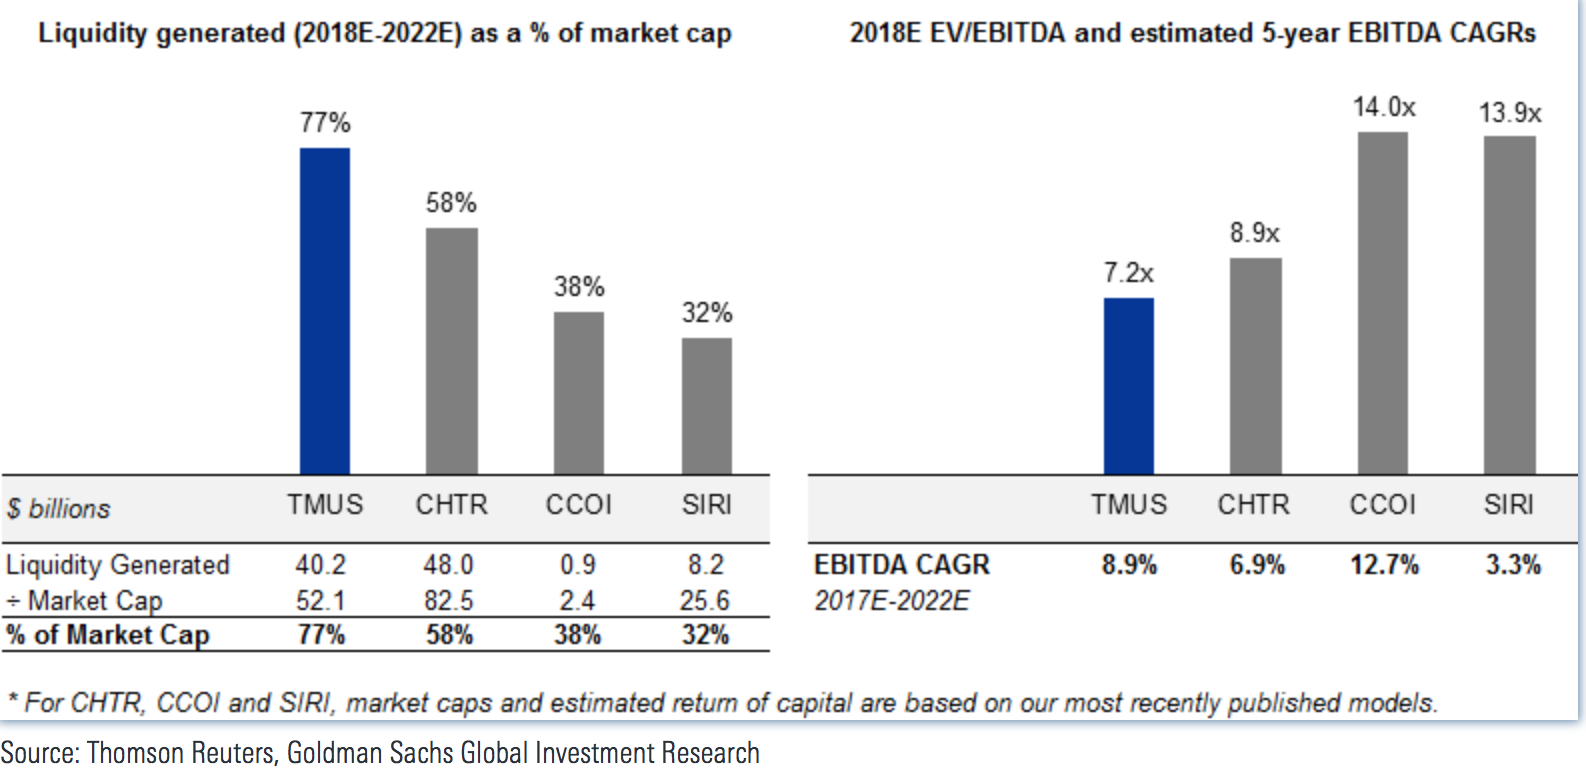 Liquidity generated (2018E-2022E) as a % of market cap
77%
58%
38%
32%
$ billions TMUS CHTR CCOI SIRI
Liquidity Generated 40.2 48.0 0.9 8.2
÷ Market Cap 52.1 82.5 2.4 25.6
% of Market Cap 77% 58% 38% 32%
2018E EV/EBITDA and estimated 5-year EBITDA CAGRs
7.2x
8.9x
14.0x
13.9x
TMUS CHTR CCOI SIRI
EBITDA CAGR 8.9% 6.9% 12.7% 3.3%
2017E-2022E
* For CHTR, CCOI and SIRI, market caps and estimated return of capital are based on our most recently published models.
Source: Thomson Reuters, Goldman Sachs Global Investment Research